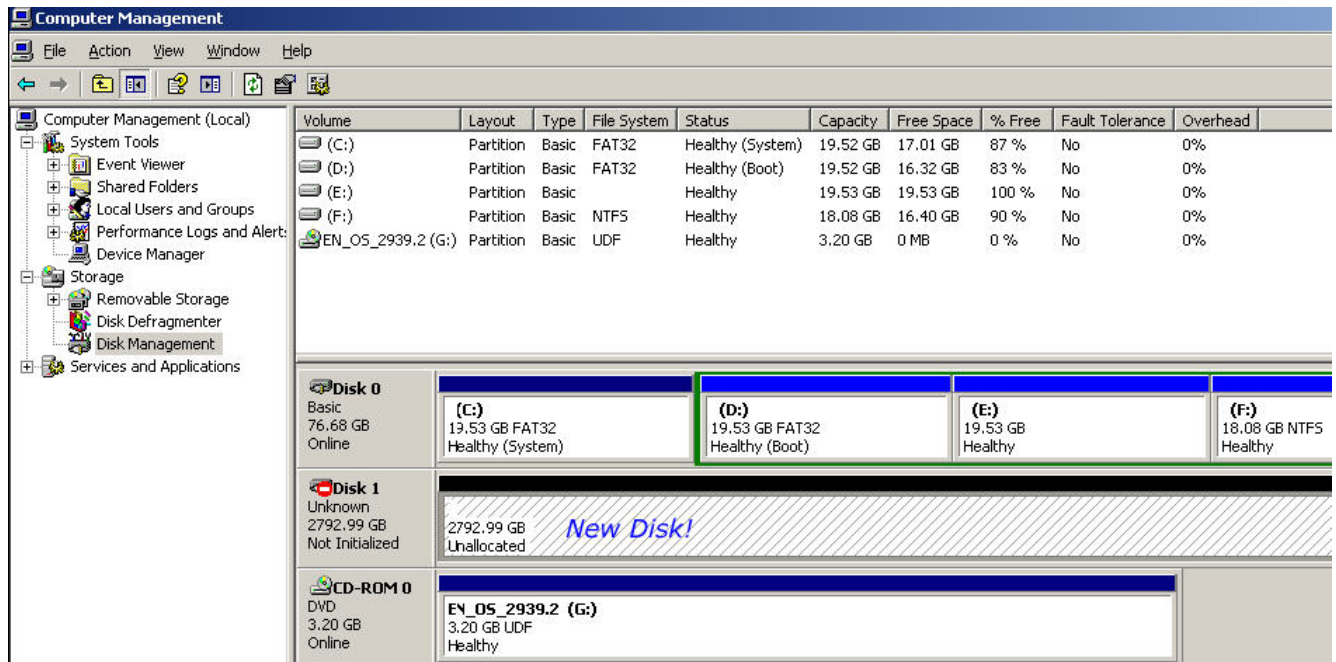 Computer Management
File Action View Window Help
Computer Management (Local)
System Tools
Event Viewer
Shared Folders
Local Users and Groups
Performance Logs and Alert:
Device Manager
Storage
Removable Storage
Disk Defragmenter
Disk Management
Services and Applications
Volume Layout Type File System Status Capacity Free Space % Free Fault Tolerance Overhead
(C:) Partition Basic FAT32 Healthy (System) 19.52 GB 17.01 GB 87 % No 0%
(D:) Partition Basic FAT32 Healthy (Boot) 19.52 GB 16.32 GB 83 % No 0%
(E:) Partition Basic Healthy 19.53 GB 19.53 GB 100 % No 0%
(F:) Partition Basic NTFS Healthy 18.08 GB 16.40 GB 90 % No 0%
EN_OS_2939.2 (G:) Partition Basic UDF Healthy 3.20 GB 0 MB 0 % No 0%
Disk 0
Basic
76.68 GB
Online
(C:)
19.53 GB FAT32
Healthy (System)
(D:)
19.53 GB FAT32
Healthy (Boot)
(E:)
19.53 GB
Healthy
(F:)
18.08 GB NTFS
Healthy
Disk 1
Unknown
2792.99 GB
Not Initialized
2792.99 GB
Unallocated
New Disk!
CD-ROM 0
DVD
3.20 GB
Online
EN_OS_2939.2 (G:)
3.20 GB UDF
Healthy